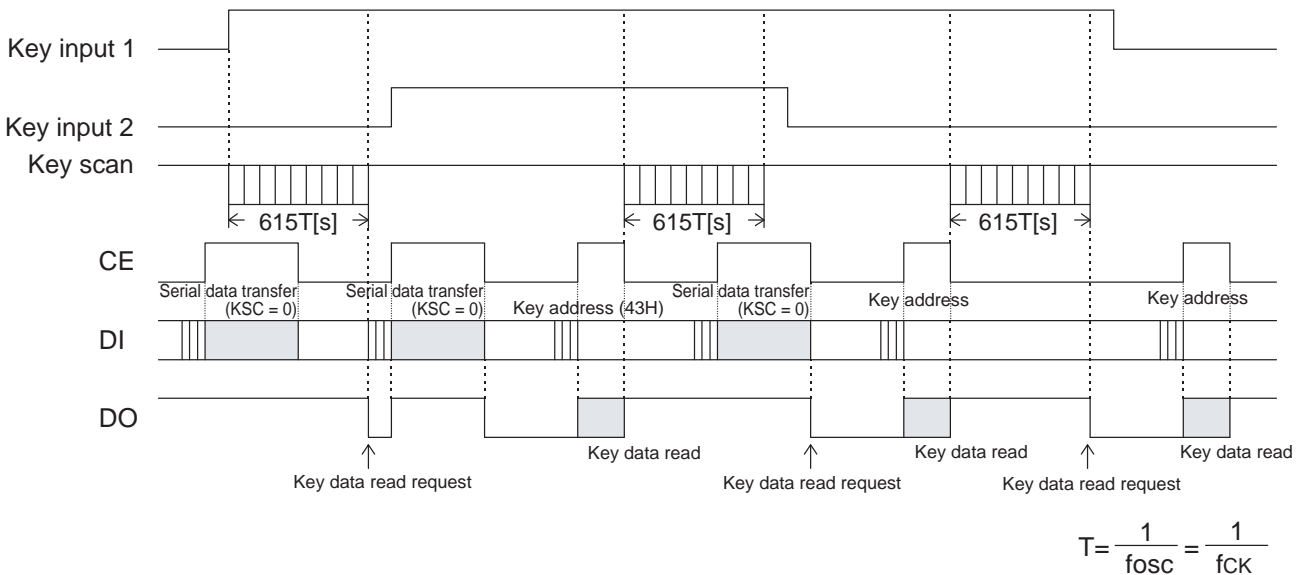 Key input 1
Key input 2
Key scan
615T[s] 615T[s] 615T[s]
CE
Serial data transfer (KSC = 0)
Serial data transfer (KSC = 0)
Key address (43H)
Serial data transfer (KSC = 0)
Key address
Key address
DI
DO
Key data read Key data read Key data read
Key data read request Key data read request Key data read request
T= 1/fosc = 1/fCK